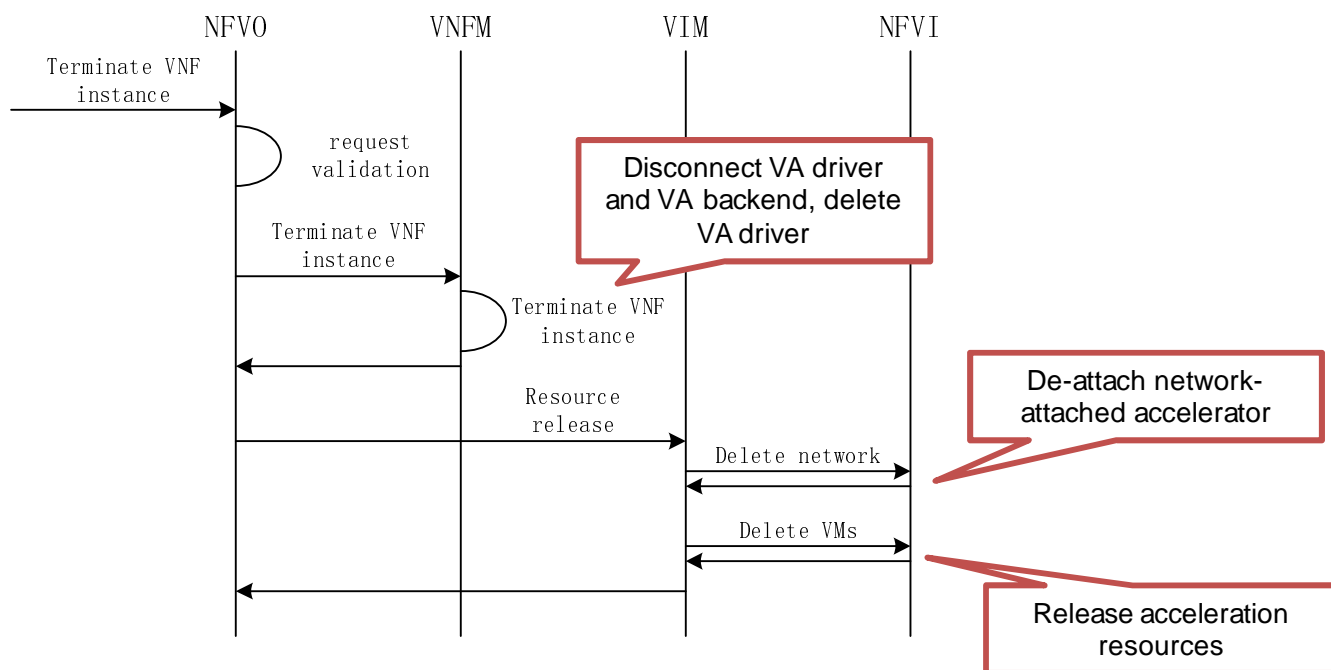 NFVO VNFM VIM NFVI
Terminate VNF
instance
request
validation
Disconnect VA driver
and VA backend, delete
VA driver
Terminate VNF
instance
Terminate VNF
instance
De-attach network-
attached accelerator
Resource
release
Delete network
Delete VMs
Release acceleration
resources